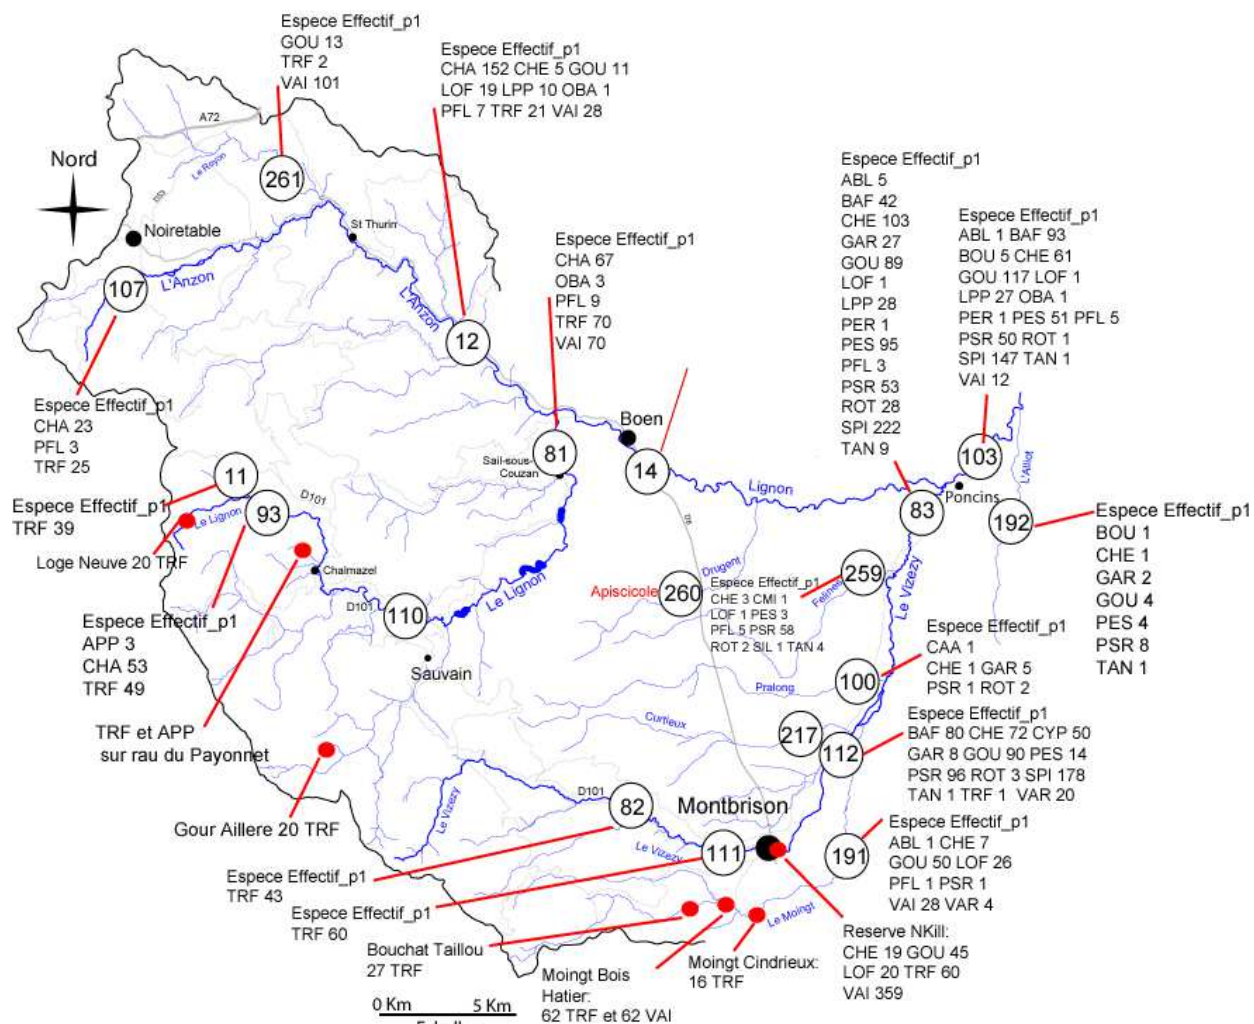 Espece Effectif_p1
GOU 13
TRF 2
VAI 101
Espece Effectif_p1
CHA 152 CHE 5 GOU 11
LOF 19 LPP 10 OBA 1
PFL 7 TRF 21 VAI 28
A72
Le Royon
Nord
261
D53
Noiretable
St Thurin
L'Anzon
107
L'Anzon
12
Espece Effectif_p1
CHA 67
OBA 3
PFL 9
TRF 70
VAI 70
Espece Effectif_p1
ABL 5
BAF 42
CHE 103
GAR 27
GOU 89
LOF 1
LPP 28
PER 1
PES 95
PFL 3
PSR 53
ROT 28
SPI 222
TAN 9
Espece Effectif_p1
ABL 1 BAF 93
BOU 5 CHE 61
GOU 117 LOF 1
LPP 27 OBA 1
PER 1 PES 51 PFL 5
PSR 50 ROT 1
SPI 147 TAN 1
VAI 12
Espece Effectif_p1
CHA 23
PFL 3
TRF 25
Boen
81
Sail-sous-
Couzan
14
Lignon
103
Poncins
L'Alliot
83
192
Espece Effectif_p1
BOU 1
CHE 1
GAR 2
GOU 4
PES 4
PSR 8
TAN 1
11
D101
Espece Effectif_p1
TRF 39
Le Lignon
93
Loge Neuve 20 TRF
Chalmazel
D101
110
Le Lignon
Sauvain
Espece Effectif_p1
APP 3
CHA 53
TRF 49
TRF et APP
sur rau du Payonnet
D8
Drugent
Apiscicole
260
Espece Effectif_p1
CHE 3 CMI 1
LOF 1 PES 3
PFL 5 PSR 58
ROT 2 SIL 1 TAN 4
259
Felines
Le Vizezy
Espece Effectif_p1
CAA 1
CHE 1 GAR 5
PSR 1 ROT 2
100
Pralong
Curtieux
217
112
Espece Effectif_p1
BAF 80 CHE 72 CYP 50
GAR 8 GOU 90 PES 14
PSR 96 ROT 3 SPI 178
TAN 1 TRF 1 VAR 20
Gour Aillere 20 TRF
Le Vizezy
D101
82
Montbrison
Le Vizezy
111
191
Espece Effectif_p1
ABL 1 CHE 7
GOU 50 LOF 26
PFL 1 PSR 1
VAI 28 VAR 4
Espece Effectif_p1
TRF 43
Espece Effectif_p1
TRF 60
Le Moingt
Bouchat Taillou
27 TRF
Moingt Bois
Hatier:
62 TRF et 62 VAI
Moingt Cindrieux:
16 TRF
Reserve NKill:
CHE 19 GOU 45
LOF 20 TRF 60
VAI 359
0 Km 5 Km